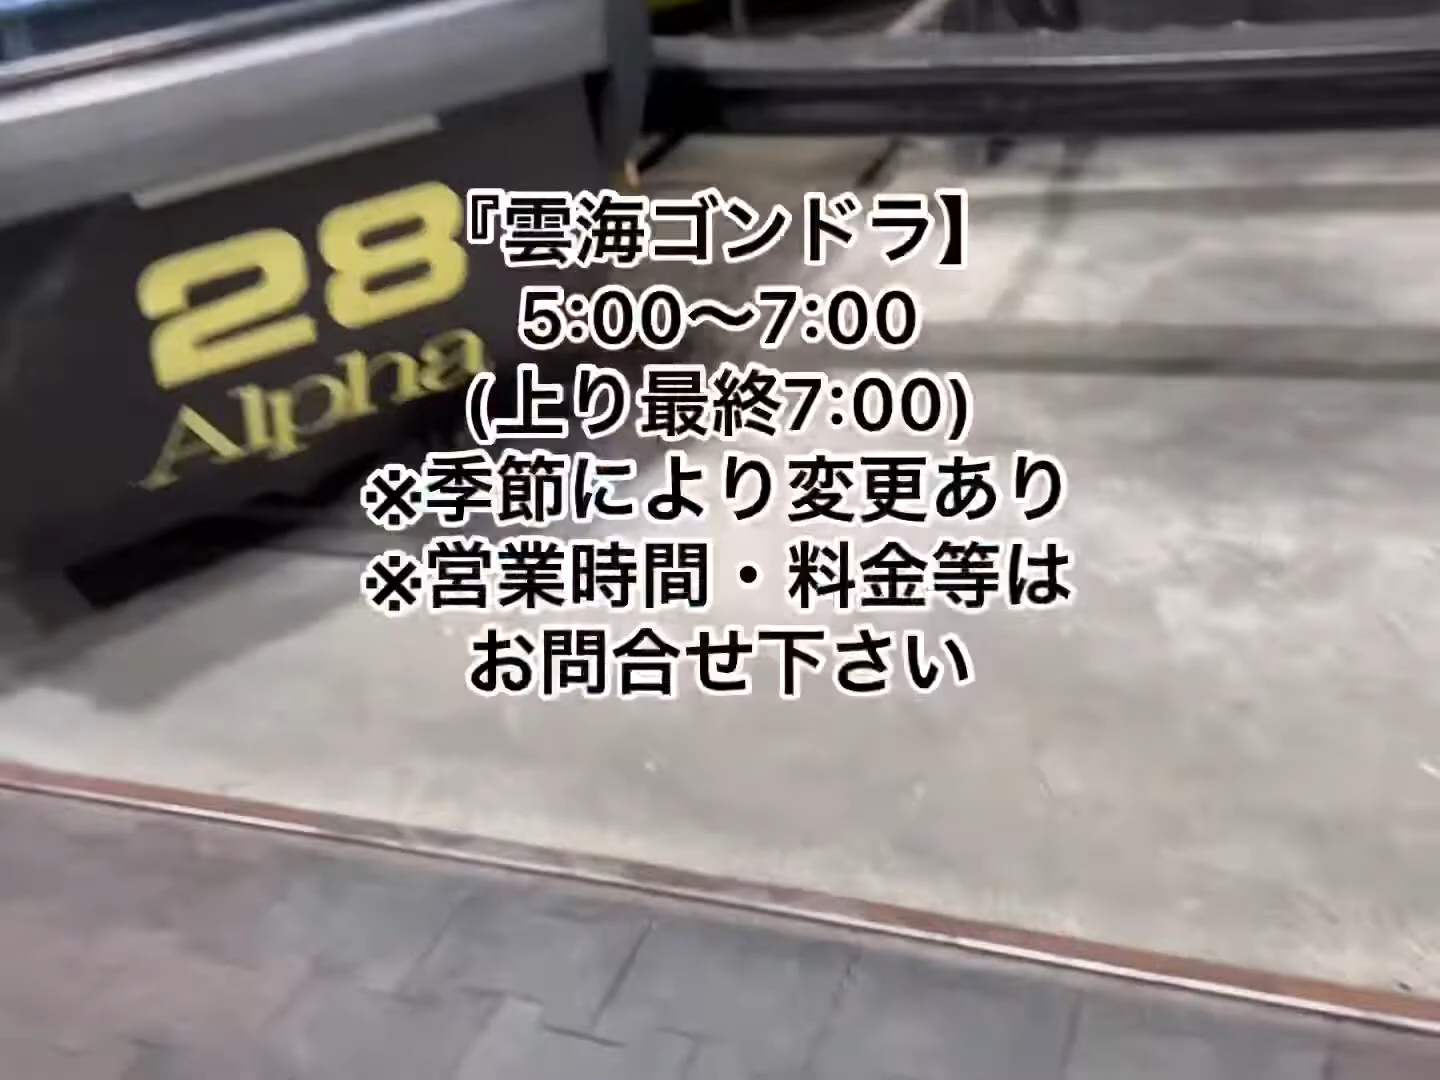 『雲海ゴンドラ】
5:00〜7:00
(上り最終7:00)
※季節により変更あり
※営業時間・料金等は
お問合せ下さい
28
Alpha